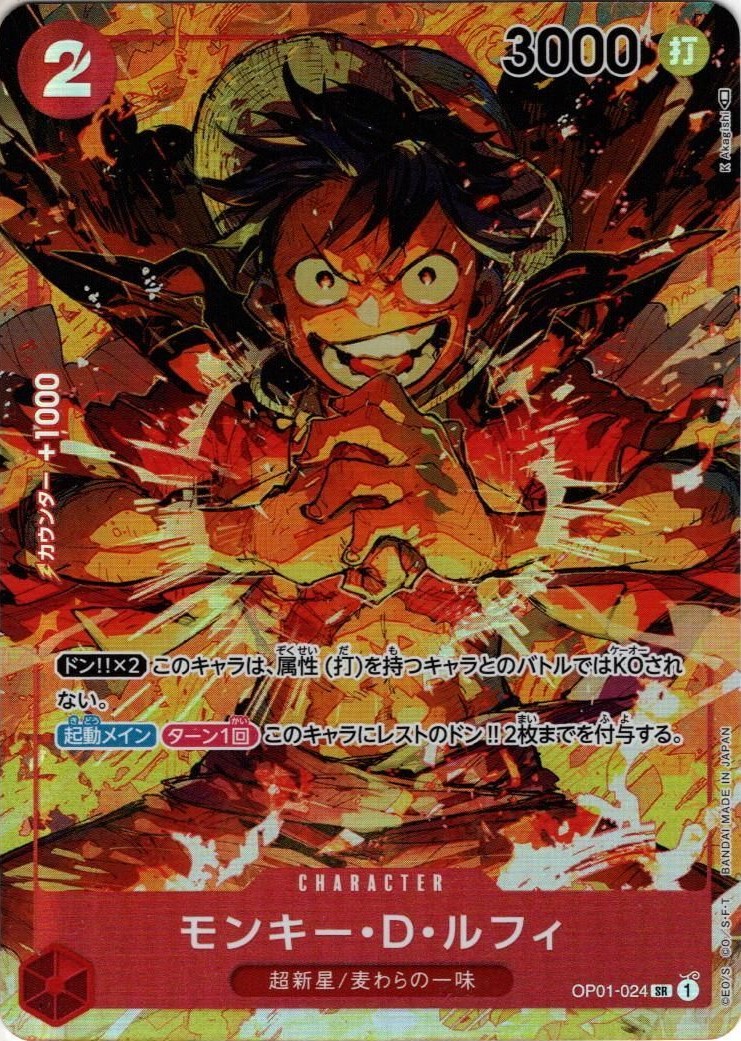 2
3000
打
K Akagishi
カウンター +1000
ドン!!×2 このキャラは、属性(打)を持つキャラとのバトルではKOされ
ない。
起動メイン ターン1回 このキャラにレストのドン!!2枚までを付与する。
CHARACTER
モンキー・D・ルフィ
超新星/麦わらの一味
OP01-024 SR 1
©E.O/S. ©O/S・F・T BANDAI MADE IN JAPAN